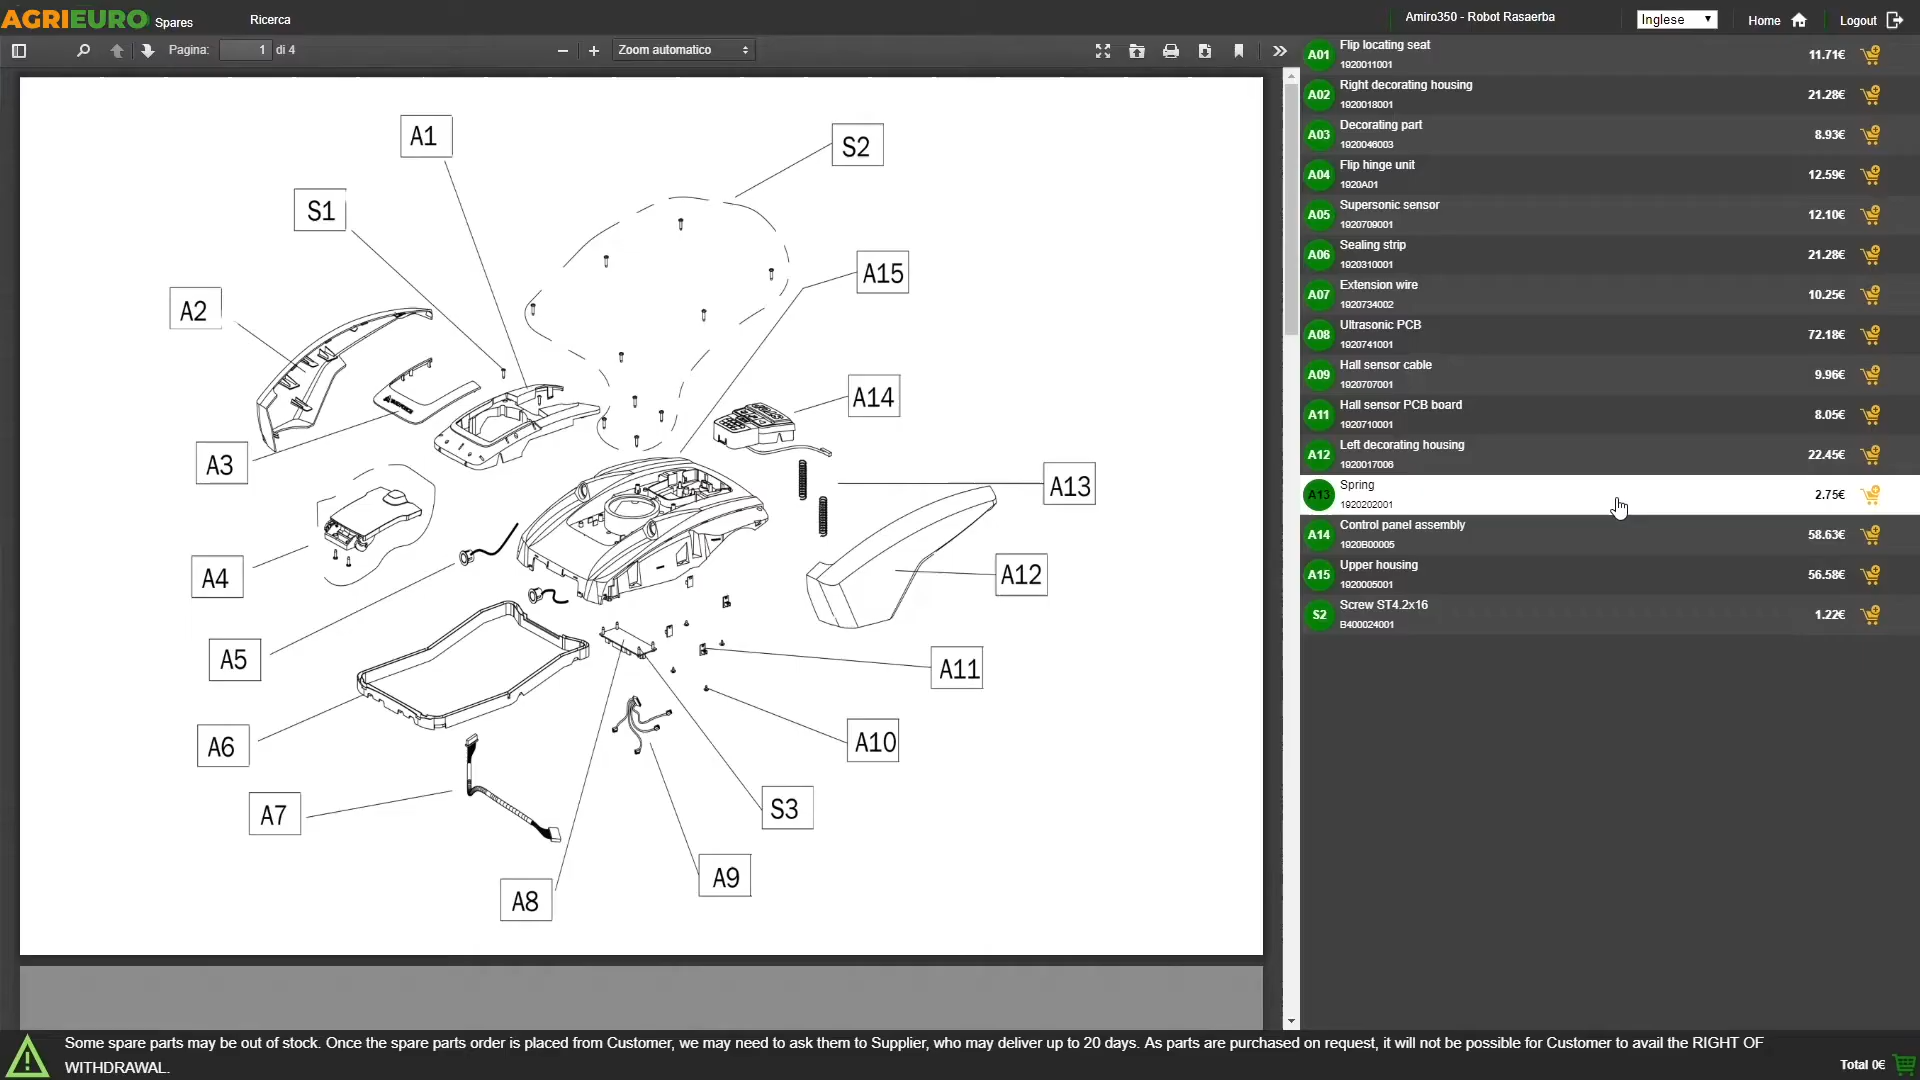 AGRIEURO Spares
Ricerca
Amiro350 - Robot Rasaerba
Inglese
Home
Logout
Pagina: 1 di 4
Zoom automatico
A1
S2
S1
A15
A2
A14
A3
A13
A4
A12
A5
A11
A6
A10
A7
S3
A9
A8
A01 Flip locating seat 11.71€
1920011001
A02 Right decorating housing 21.28€
1920018001
A03 Decorating part 8.93€
1920046003
A04 Flip hinge unit 12.59€
1920A01
A05 Supersonic sensor 12.10€
1920709001
A06 Sealing strip 21.28€
1920310001
A07 Extension wire 10.25€
1920734002
A08 Ultrasonic PCB 72.18€
1920741001
A09 Hall sensor cable 9.96€
1920707001
A11 Hall sensor PCB board 8.05€
1920710001
A12 Left decorating housing 22.45€
1920017006
A13 Spring 2.75€
1920202001
A14 Control panel assembly 58.63€
1920B00005
A15 Upper housing 56.58€
1920005001
S2 Screw ST4.2x16 1.22€
B400024001
Some spare parts may be out of stock. Once the spare parts order is placed from Customer, we may need to ask them to Supplier, who may deliver up to 20 days. As parts are purchased on request, it will not be possible for Customer to avail the RIGHT OF
WITHDRAWAL.
Total 0€